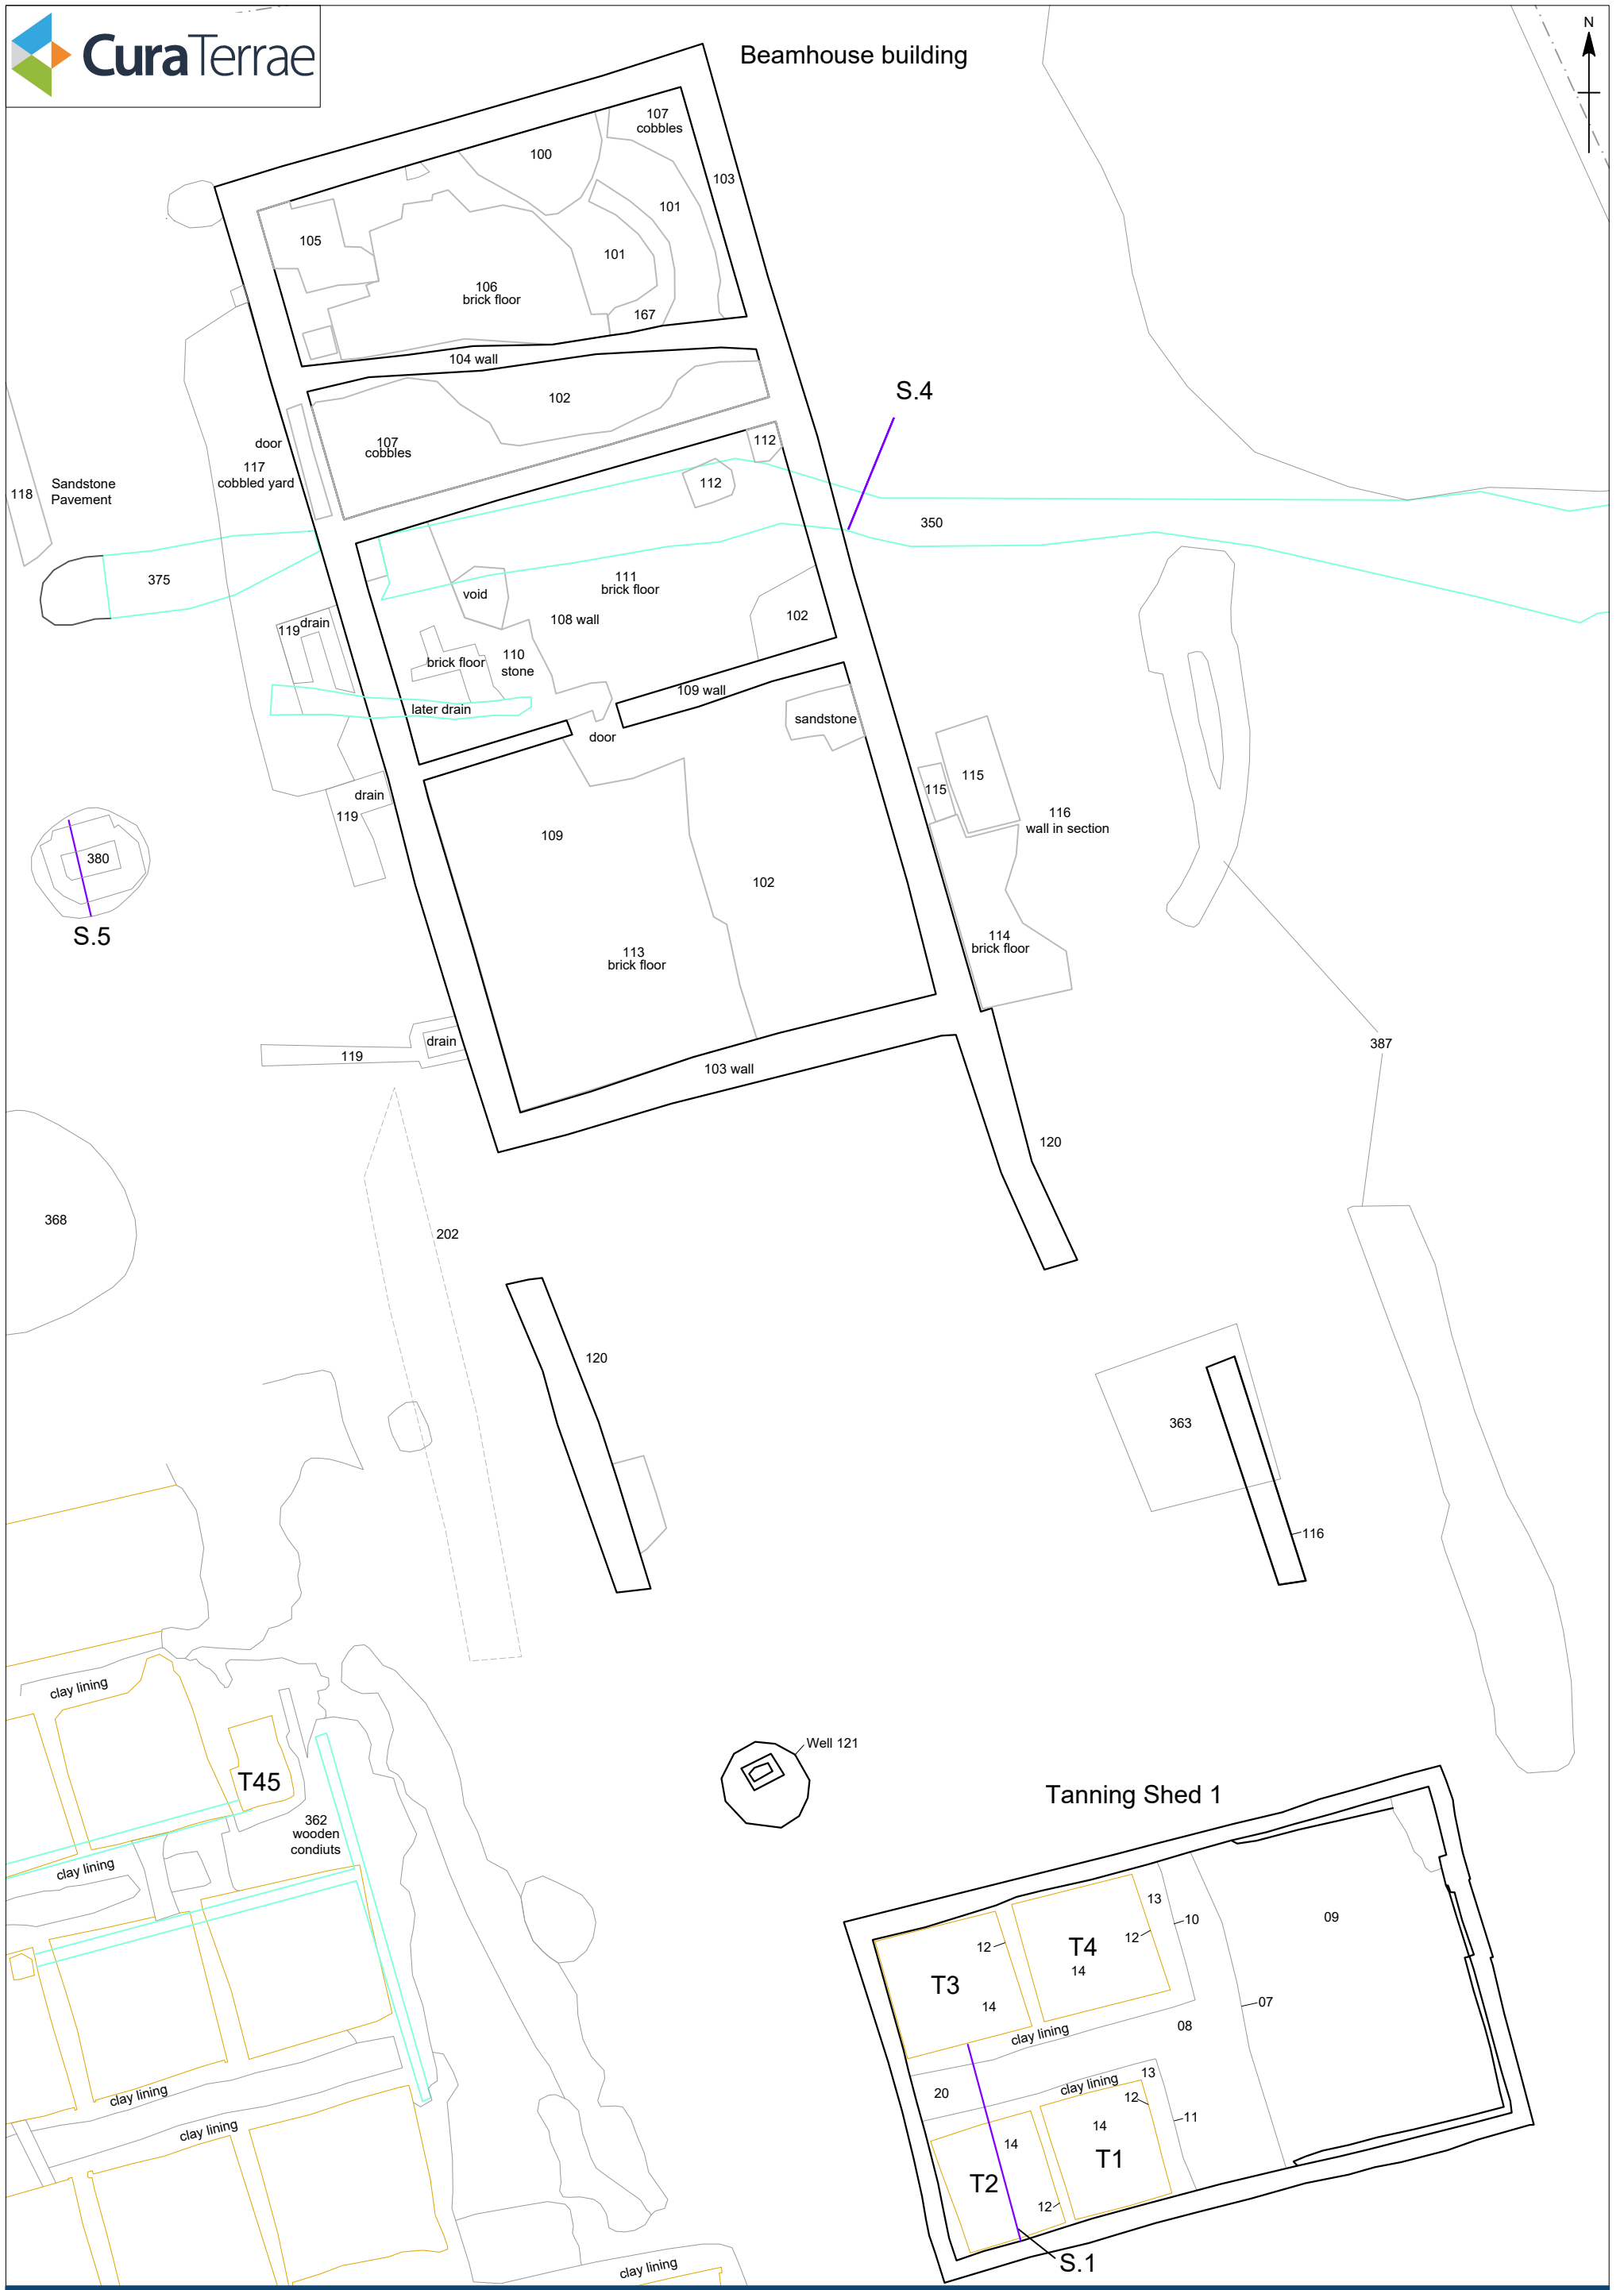 CuraTerrae
Beamhouse building
N
107
cobbles
100
103
101
105
101
106
brick floor
167
104 wall
S.4
102
door
107
cobbles
112
117
cobbled yard
118
Sandstone
Pavement
112
350
375
111
brick floor
void
108 wall
102
119
drain
110
stone
brick floor
109 wall
later drain
sandstone
door
115
115
drain
119
116
wall in section
109
380
102
S.5
114
brick floor
113
brick floor
drain
119
387
103 wall
120
368
202
120
363
116
clay lining
Well 121
T45
Tanning Shed 1
362
wooden
condiuts
clay lining
13
10
09
12
12
T4
14
T3
14
07
clay lining
08
13
clay lining
20
12
clay lining
14
11
clay lining
14
T1
T2
12
S.1
clay lining